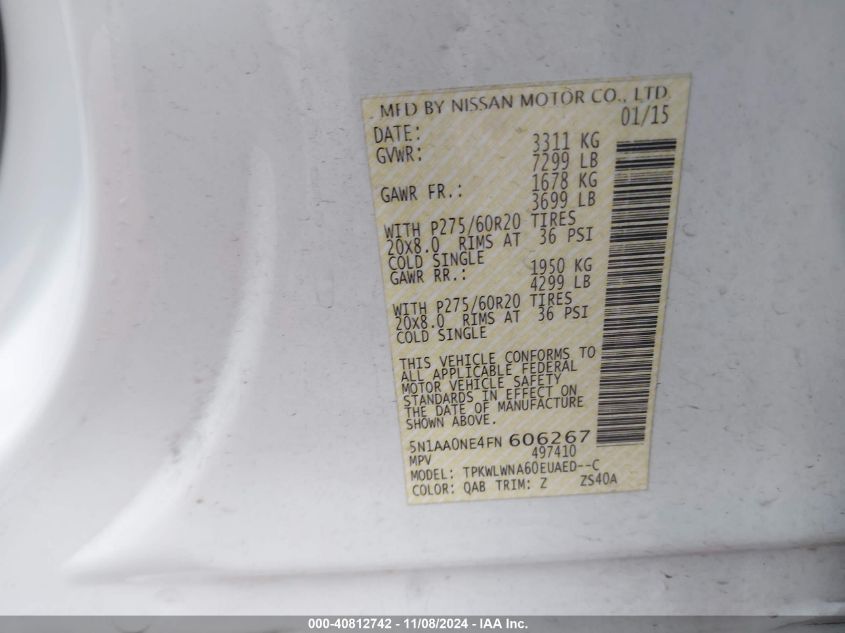 MFD BY NISSAN MOTOR CO., LTD.
DATE: 01/15
GVWR: 3311 KG
7299 LB
GAWR FR.: 1678 KG
3699 LB
WITH P275/60R20 TIRES
20X8.0 RIMS AT 36 PSI
COLD SINGLE
GAWR RR.: 1950 KG
4299 LB
WITH P275/60R20 TIRES
20X8.0 RIMS AT 36 PSI
COLD SINGLE
THIS VEHICLE CONFORMS TO
ALL APPLICABLE FEDERAL
MOTOR VEHICLE SAFETY
STANDARDS IN EFFECT ON
THE DATE OF MANUFACTURE
SHOWN ABOVE.
5N1AA0NE4FN 606267
MPV 497410
MODEL: TPKWLWNA60EUAED--C
COLOR: QAB TRIM: Z ZS40A
000-40812742 - 11/08/2024 - IAA Inc.